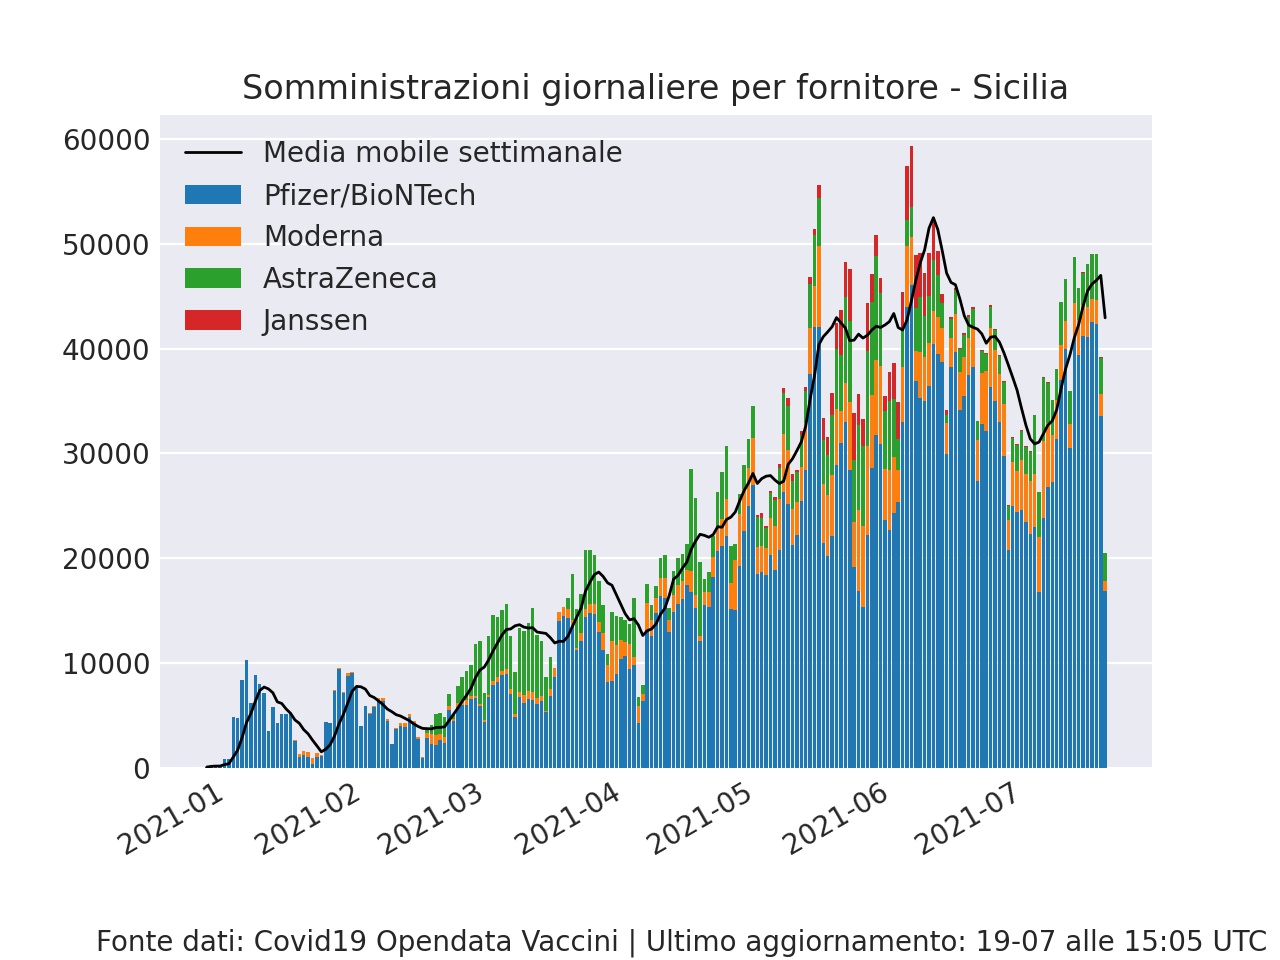 Somministrazioni giornaliere per fornitore - Sicilia
60000
50000
40000
30000
20000
10000
0
Media mobile settimanale
Pfizer/BioNTech
Moderna
AstraZeneca
Janssen
2021-01
2021-02
2021-03
2021-04
2021-05
2021-06
2021-07
Fonte dati: Covid19 Opendata Vaccini | Ultimo aggiornamento: 19-07 alle 15:05 UTC